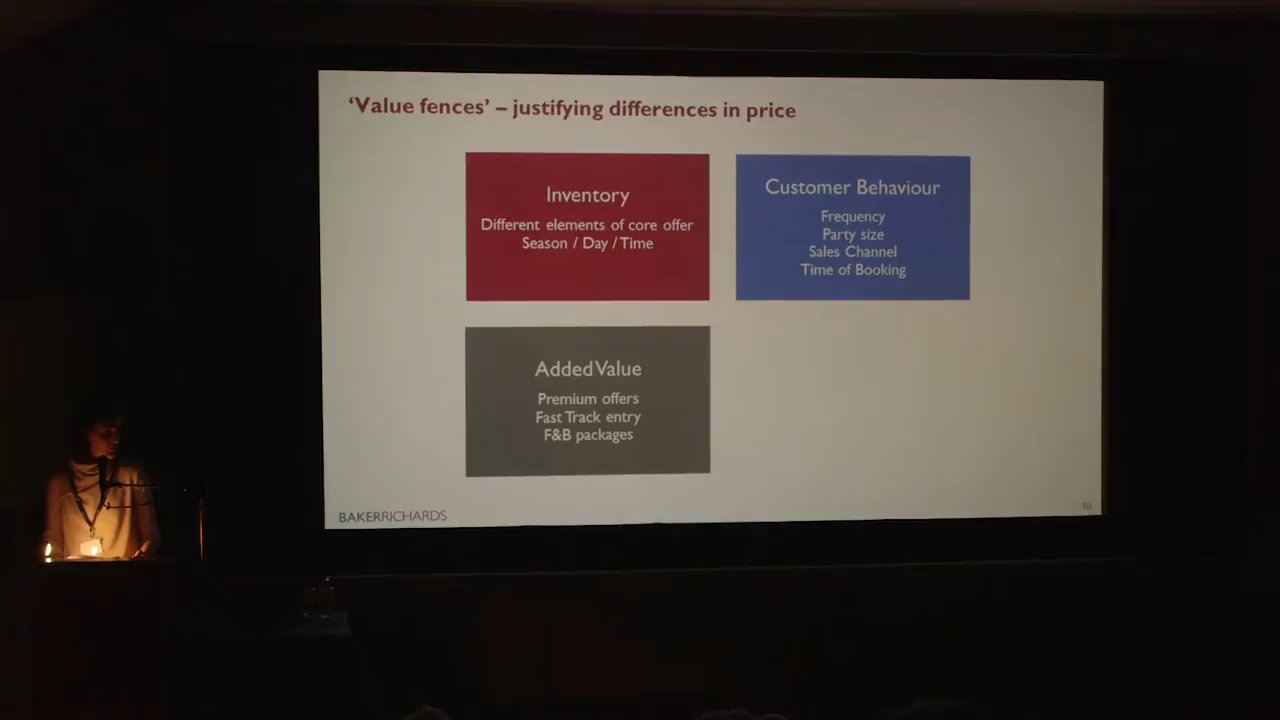 ‘Value fences’ – justifying differences in price
Inventory
Different elements of core offer
Season / Day / Time
Customer Behaviour
Frequency
Party size
Sales Channel
Time of Booking
Added Value
Premium offers
Fast Track entry
F&B packages
BAKERRICHARDS
10